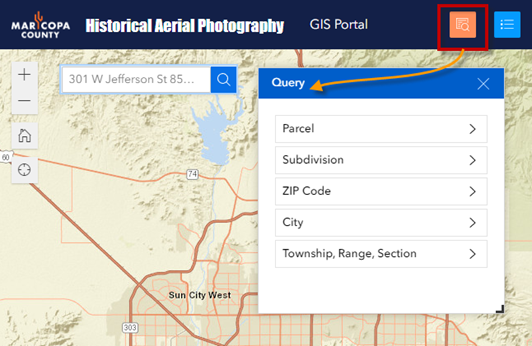 MARICOPA
COUNTY
Historical Aerial Photography
GIS Portal
301 W Jefferson St 85...
Query
Parcel
Subdivision
ZIP Code
City
Township, Range, Section
60
74
Sun City West
303